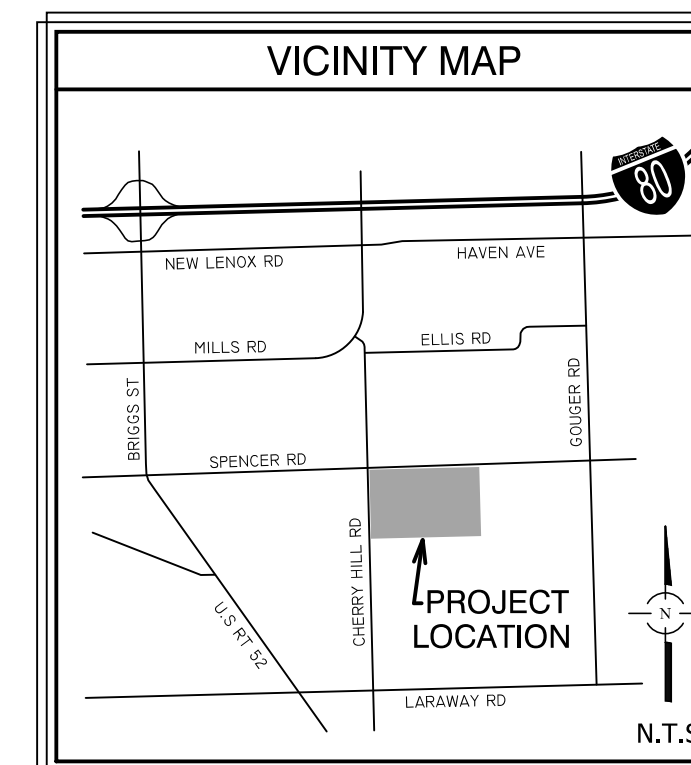 VICINITY MAP
INTERSTATE
80
NEW LENOX RD
HAVEN AVE
MILLS RD
ELLIS RD
BRIGGS ST
GOUGER RD
SPENCER RD
CHERRY HILL RD
U.S RT 52
PROJECT
LOCATION
N
LARAWAY RD
N.T.S